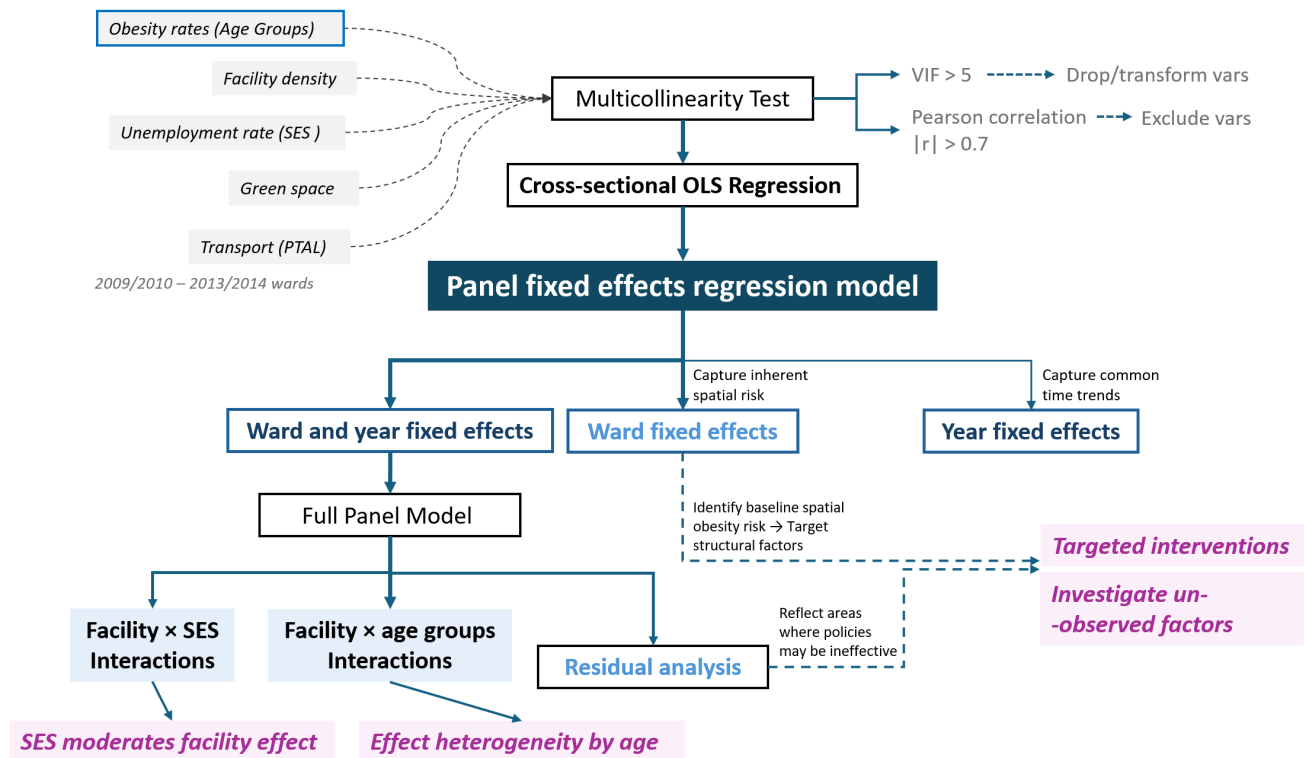 Obesity rates (Age Groups)
Facility density
Unemployment rate (SES )
Green space
Transport (PTAL)
2009/2010 – 2013/2014 wards
Multicollinearity Test
VIF > 5
Drop/transform vars
Pearson correlation
|r| > 0.7
Exclude vars
Cross-sectional OLS Regression
Panel fixed effects regression model
Capture inherent
spatial risk
Capture common
time trends
Ward and year fixed effects
Ward fixed effects
Year fixed effects
Full Panel Model
Identify baseline spatial
obesity risk → Target
structural factors
Targeted interventions
Investigate un-
-observed factors
Facility × SES
Interactions
Facility × age groups
Interactions
Reflect areas
where policies
may be ineffective
Residual analysis
SES moderates facility effect
Effect heterogeneity by age